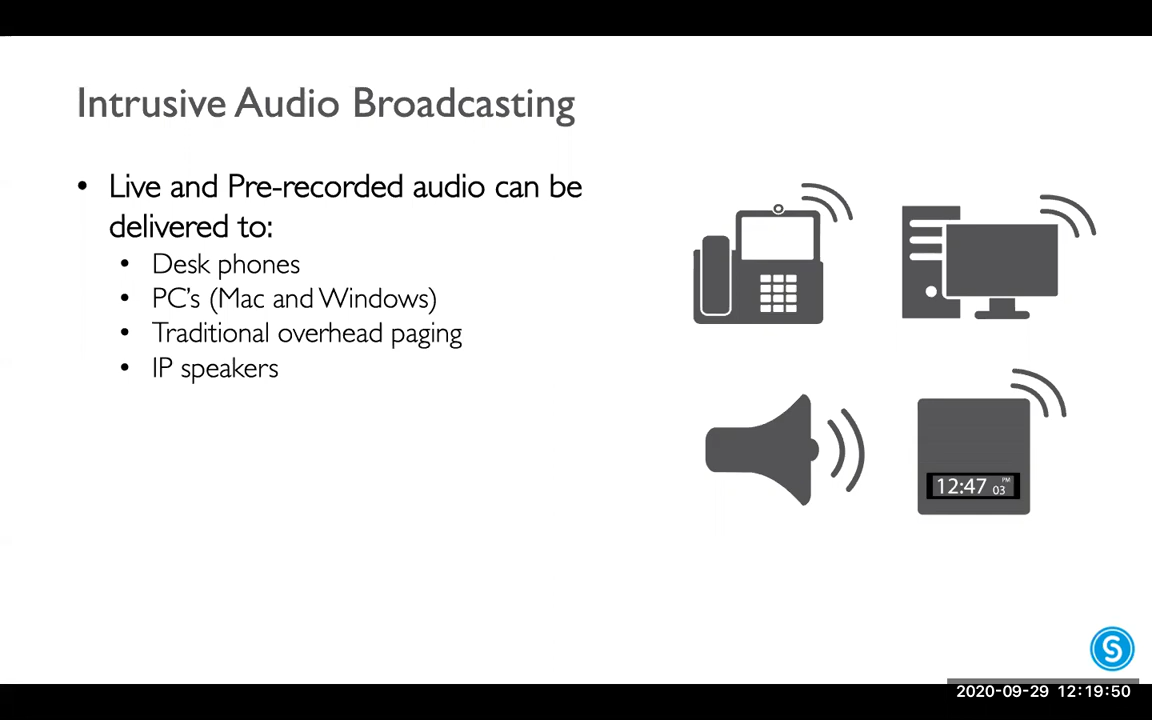 Intrusive Audio Broadcasting
• Live and Pre-recorded audio can be
delivered to:
• Desk phones
• PC's (Mac and Windows)
• Traditional overhead paging
• IP speakers
12:47 PM 03
S
2020-09-29 12:19:50